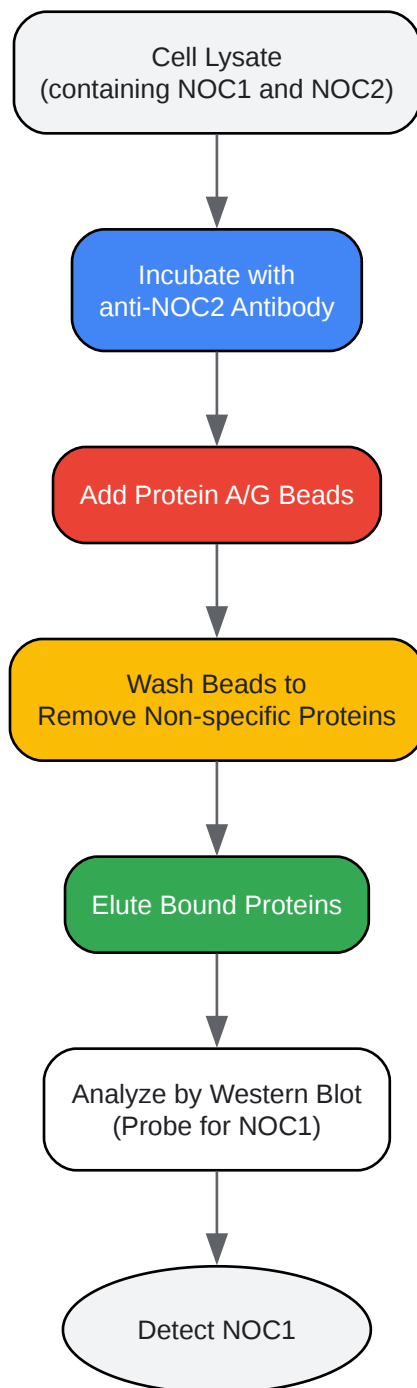 Cell Lysate
(containing NOC1 and NOC2)
Incubate with
anti-NOC2 Antibody
Add Protein A/G Beads
Wash Beads to
Remove Non-specific Proteins
Elute Bound Proteins
Analyze by Western Blot
(Probe for NOC1)
Detect NOC1